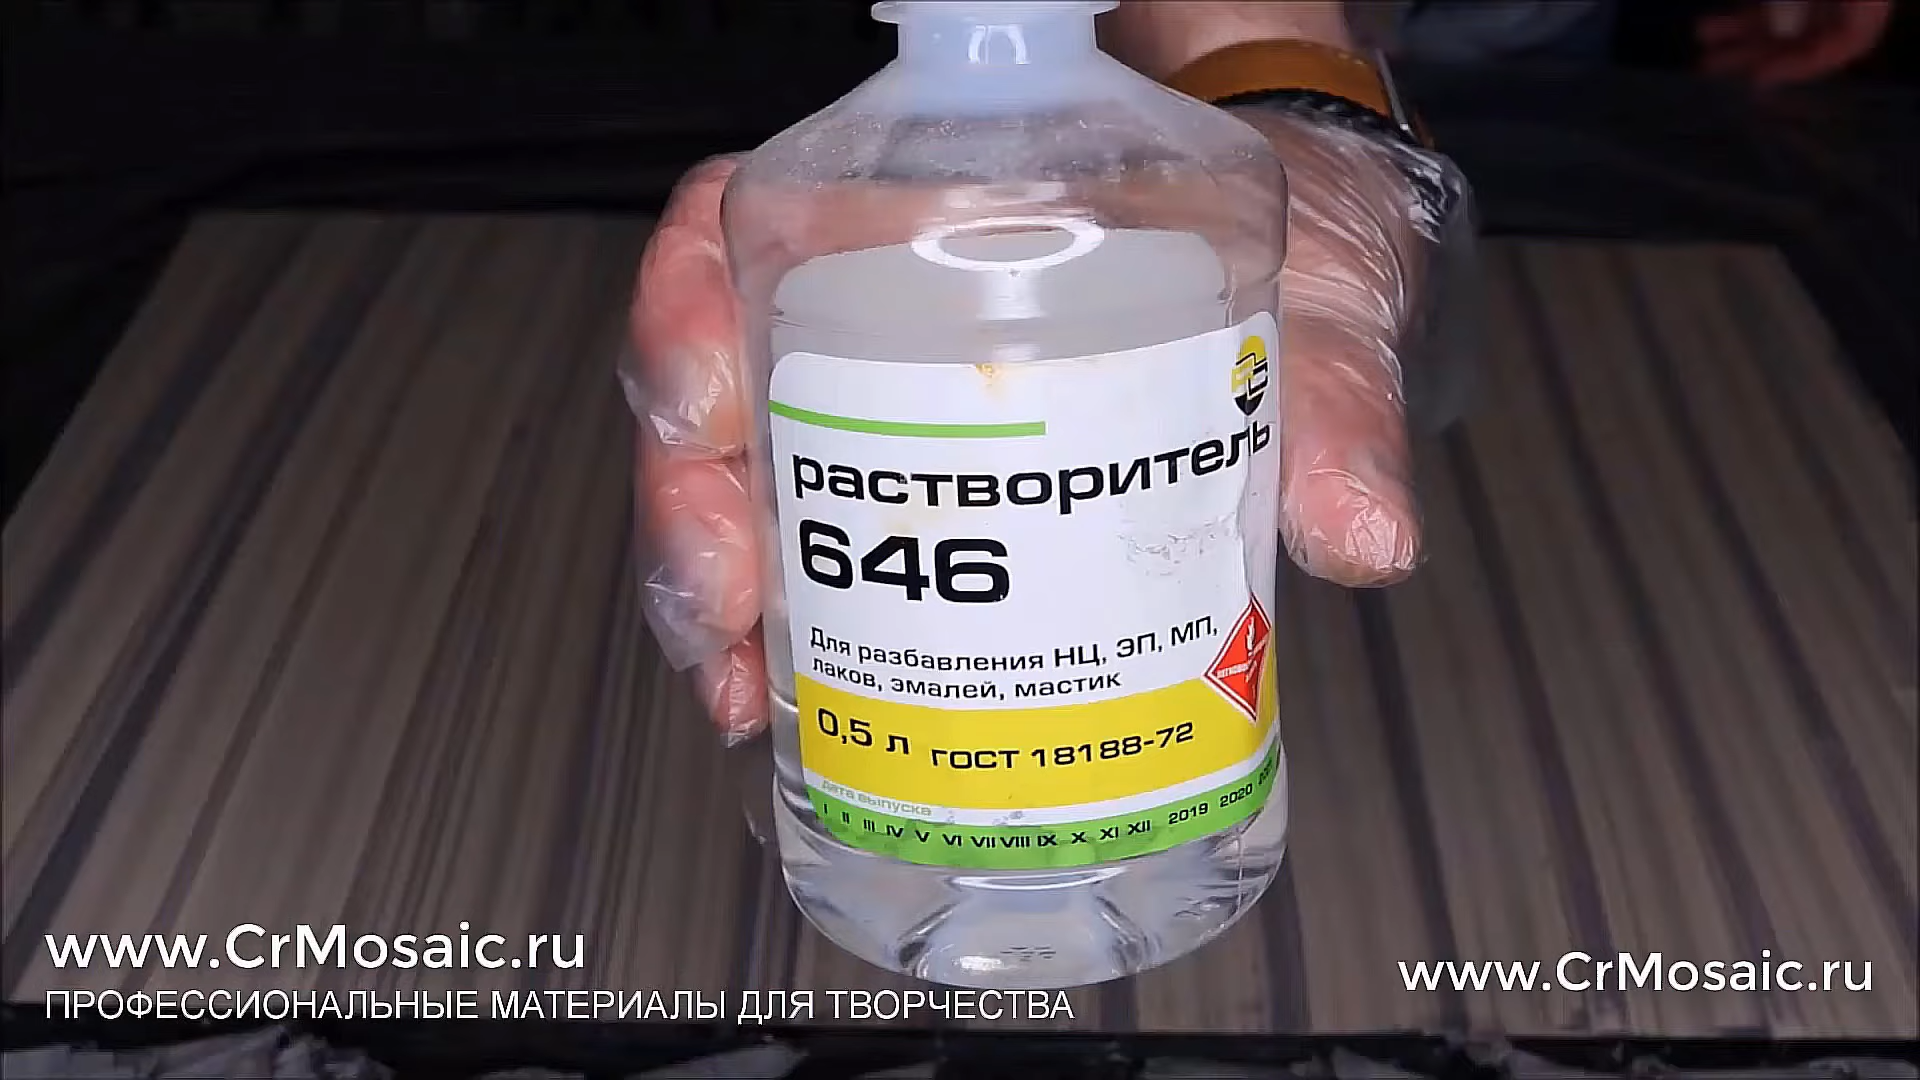 растворитель
646
Для разбавления НЦ, ЭП, МП,
лаков, эмалей, мастик
0,5 л ГОСТ 18188-72
дата выпуска
I II III IV V VI VII VIII IX X XI XII 2019 2020
www.CrMosaic.ru
ПРОФЕССИОНАЛЬНЫЕ МАТЕРИАЛЫ ДЛЯ ТВОРЧЕСТВА
www.CrMosaic.ru